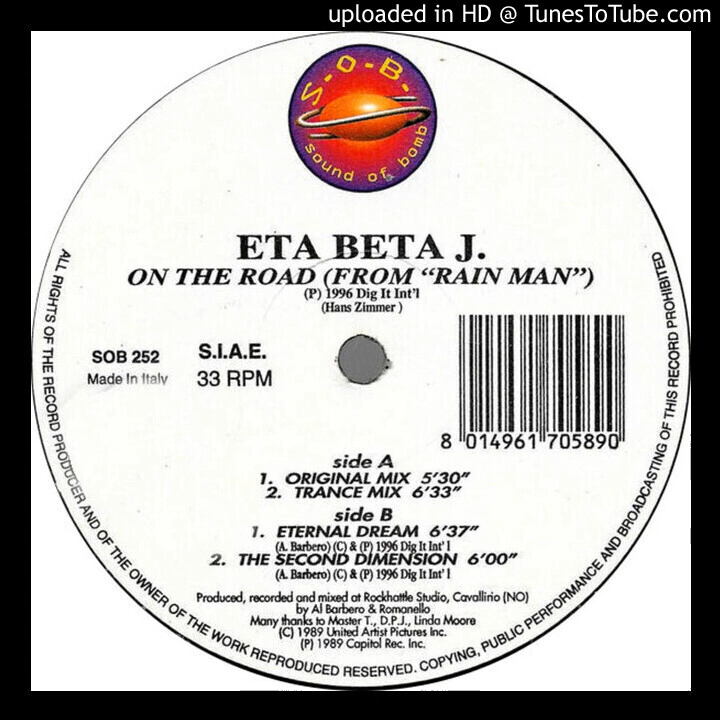 uploaded in HD @ TunesToTube.com
S.O.B.
sound of bomb
ETA BETA J.
ON THE ROAD (FROM “RAIN MAN”)
(P) 1996 Dig It Int'l
(Hans Zimmer )
SOB 252
Made In Italy
S.I.A.E.
33 RPM
8 014961 705890
side A
1. ORIGINAL MIX 5'30"
2. TRANCE MIX 6'33"
side B
1. ETERNAL DREAM 6'37"
(A. Barbero) (C) & (P) 1996 Dig It Int' l
2. THE SECOND DIMENSION 6'00"
(A. Barbero) (C) & (P) 1996 Dig It Int' l
Produced, recorded and mixed at Rockhattle Studio, Cavallirio (NO)
by Al Barbero & Romanello
Many thanks to Master T., D.P.J., Linda Moore
(C) 1989 United Artist Pictures Inc.
(P) 1989 Capitol Rec. Inc.
ALL RIGHTS OF THE RECORD PRODUCER AND OF THE OWNER OF THE WORK REPRODUCED RESERVED. COPYING, PUBLIC PERFORMANCE AND BROADCASTING OF THIS RECORD PROHIBITED